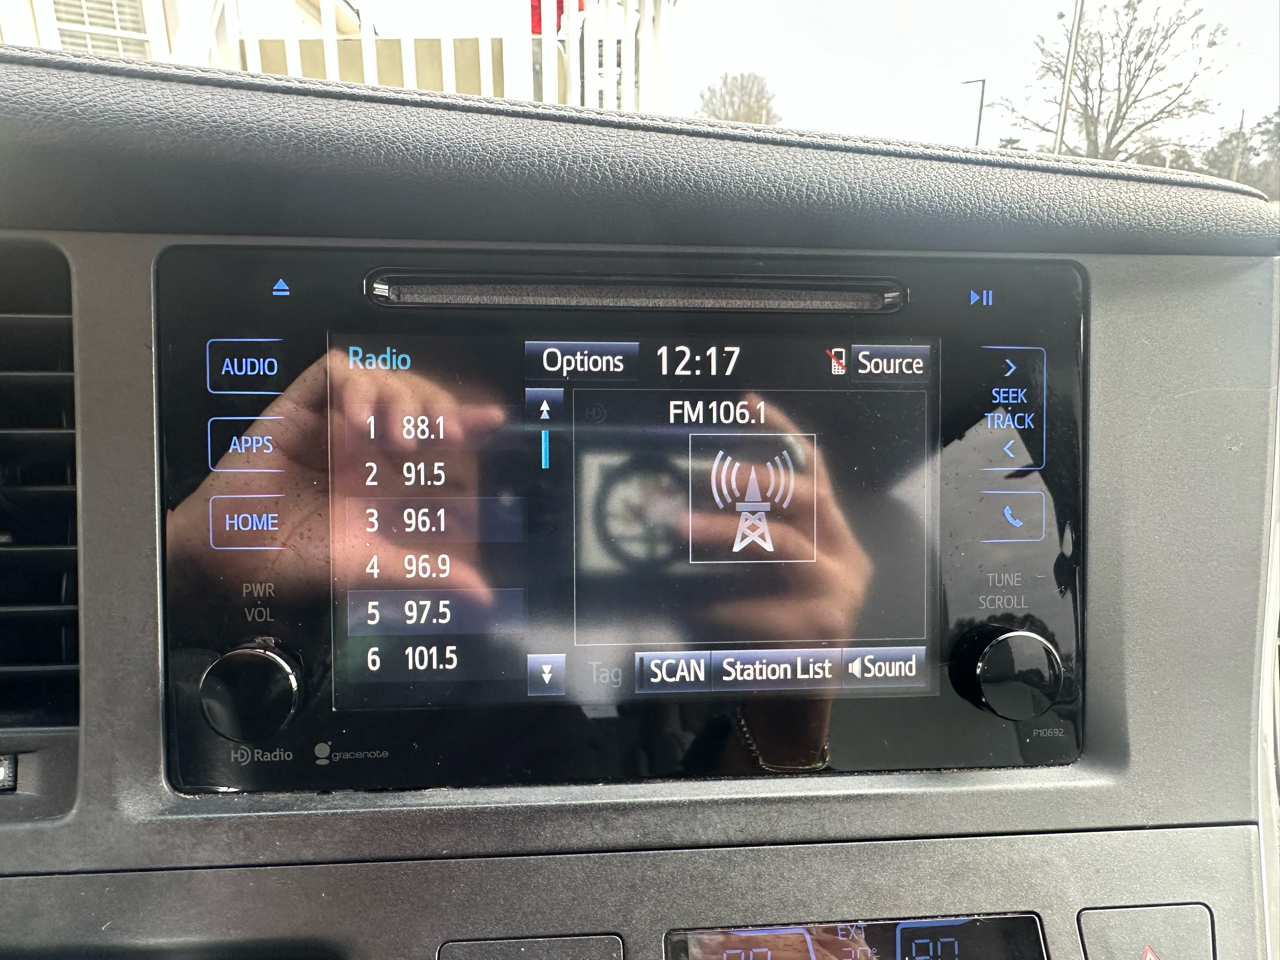 AUDIO
APPS
HOME
PWR
VOL
HD Radio
gracenote
Radio
Options
12:17
Source
1 88.1
2 91.5
3 96.1
4 96.9
5 97.5
6 101.5
HD
FM 106.1
Tag
SCAN
Station List
Sound
SEEK
TRACK
TUNE
SCROLL
P10692
EXT